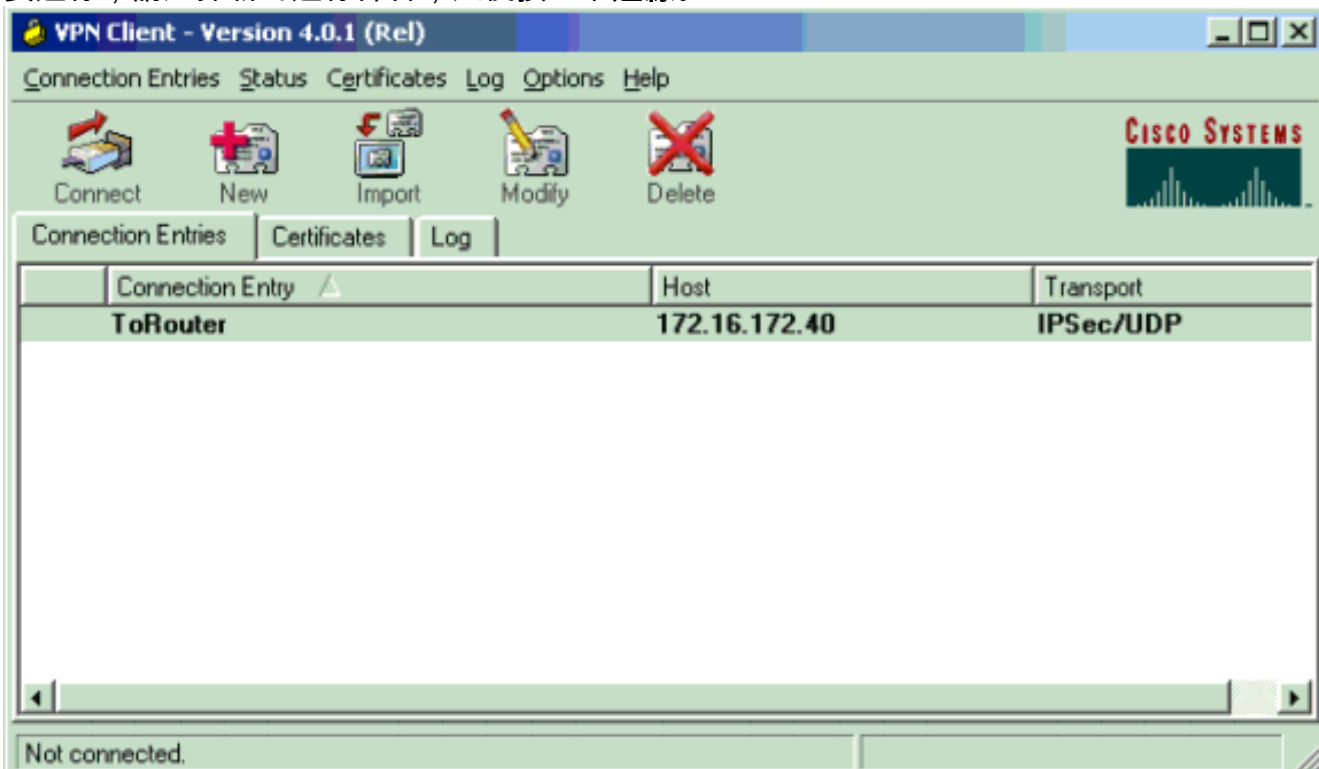 VPN Client - Version 4.0.1 (Rel)
Connection Entries Status Certificates Log Options Help
Connect New Import Modify Delete
CISCO SYSTEMS
Connection Entries Certificates Log
Connection Entry Host Transport
ToRouter 172.16.172.40 IPSec/UDP
Not connected.